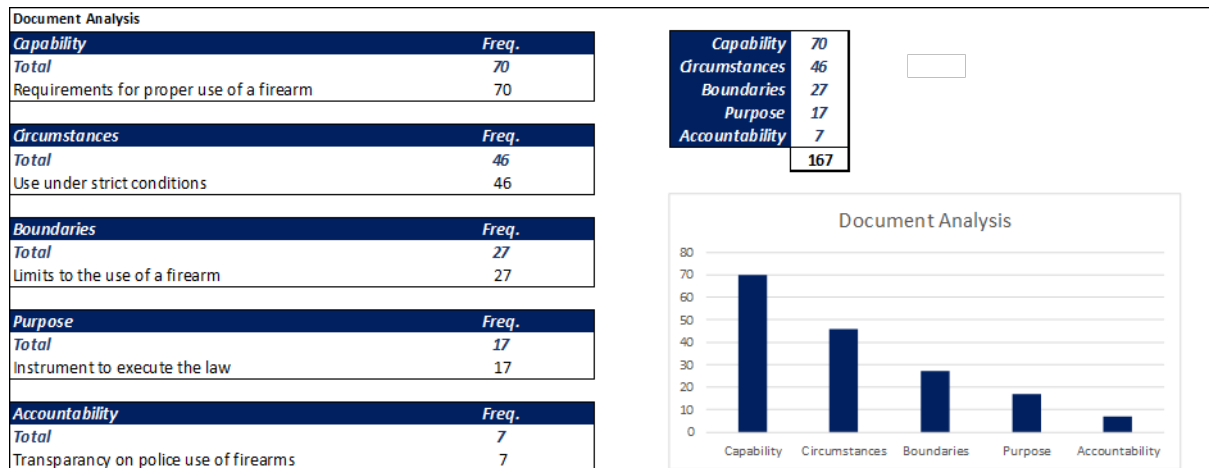 Document Analysis
Capability Freq.
Total 70
Requirements for proper use of a firearm 70
Circumstances Freq.
Total 46
Use under strict conditions 46
Boundaries Freq.
Total 27
Limits to the use of a firearm 27
Purpose Freq.
Total 17
Instrument to execute the law 17
Accountability Freq.
Total 7
Transparancy on police use of firearms 7
Capability 70
Circumstances 46
Boundaries 27
Purpose 17
Accountability 7
167
Document Analysis
80
70
60
50
40
30
20
10
0
Capability Circumstances Boundaries Purpose Accountability